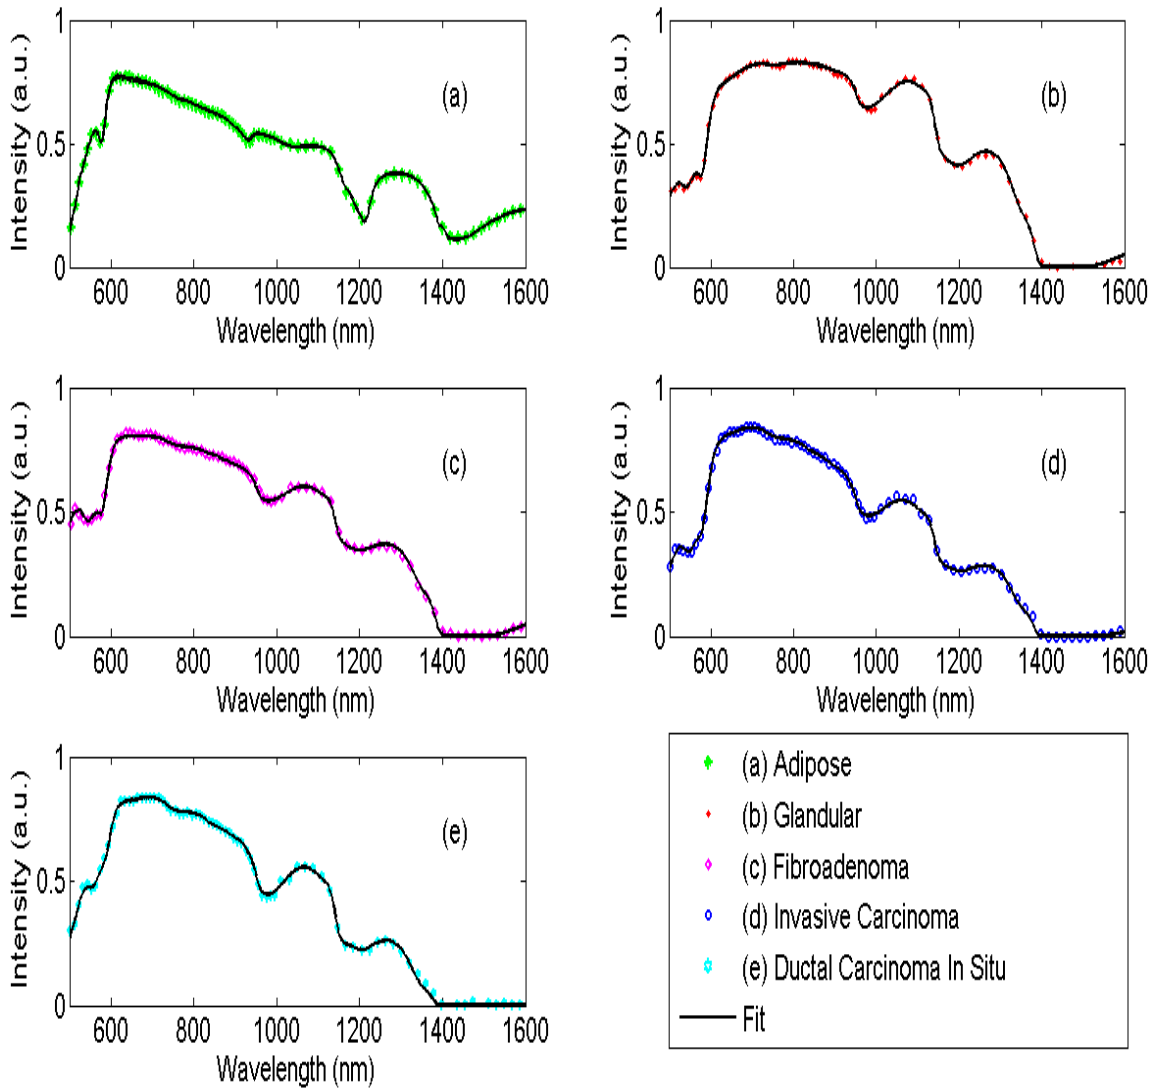 1
0.5
0
Intensity (a.u.)
(a)
600 800 1000 1200 1400 1600
Wavelength (nm)
1
0.5
0
Intensity (a.u.)
(b)
600 800 1000 1200 1400 1600
Wavelength (nm)
1
0.5
0
Intensity (a.u.)
(c)
600 800 1000 1200 1400 1600
Wavelength (nm)
1
0.5
0
Intensity (a.u.)
(d)
600 800 1000 1200 1400 1600
Wavelength (nm)
1
0.5
0
Intensity (a.u.)
(e)
600 800 1000 1200 1400 1600
Wavelength (nm)
(a) Adipose
(b) Glandular
(c) Fibroadenoma
(d) Invasive Carcinoma
(e) Ductal Carcinoma In Situ
Fit